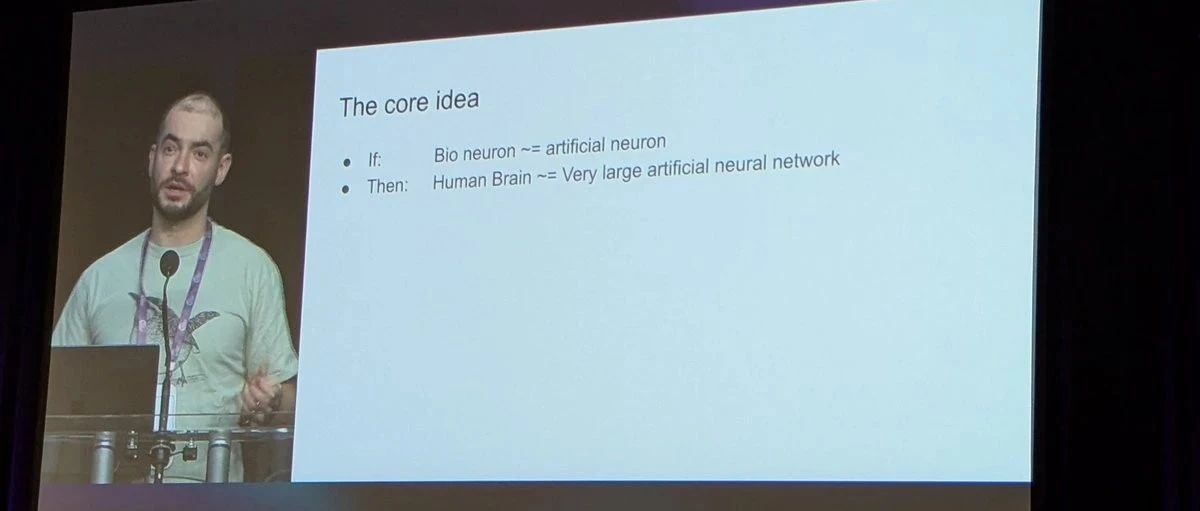 The core idea
● If: Bio neuron ~= artificial neuron
● Then: Human Brain ~= Very large artificial neural network